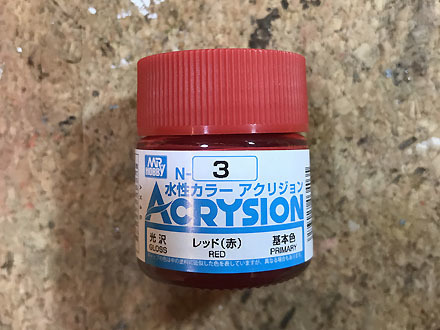 MR.
HOBBY
N-3
水性カラー アクリジョン
ACRYSION
光沢 レッド(赤) 基本色
GLOSS RED PRIMARY